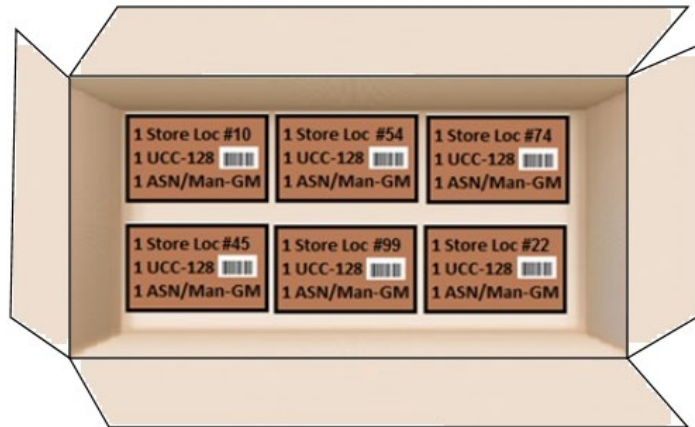 1 Store Loc #10
1 UCC-128
1 ASN/Man-GM
1 Store Loc #54
1 UCC-128
1 ASN/Man-GM
1 Store Loc #74
1 UCC-128
1 ASN/Man-GM
1 Store Loc #45
1 UCC-128
1 ASN/Man-GM
1 Store Loc #99
1 UCC-128
1 ASN/Man-GM
1 Store Loc #22
1 UCC-128
1 ASN/Man-GM